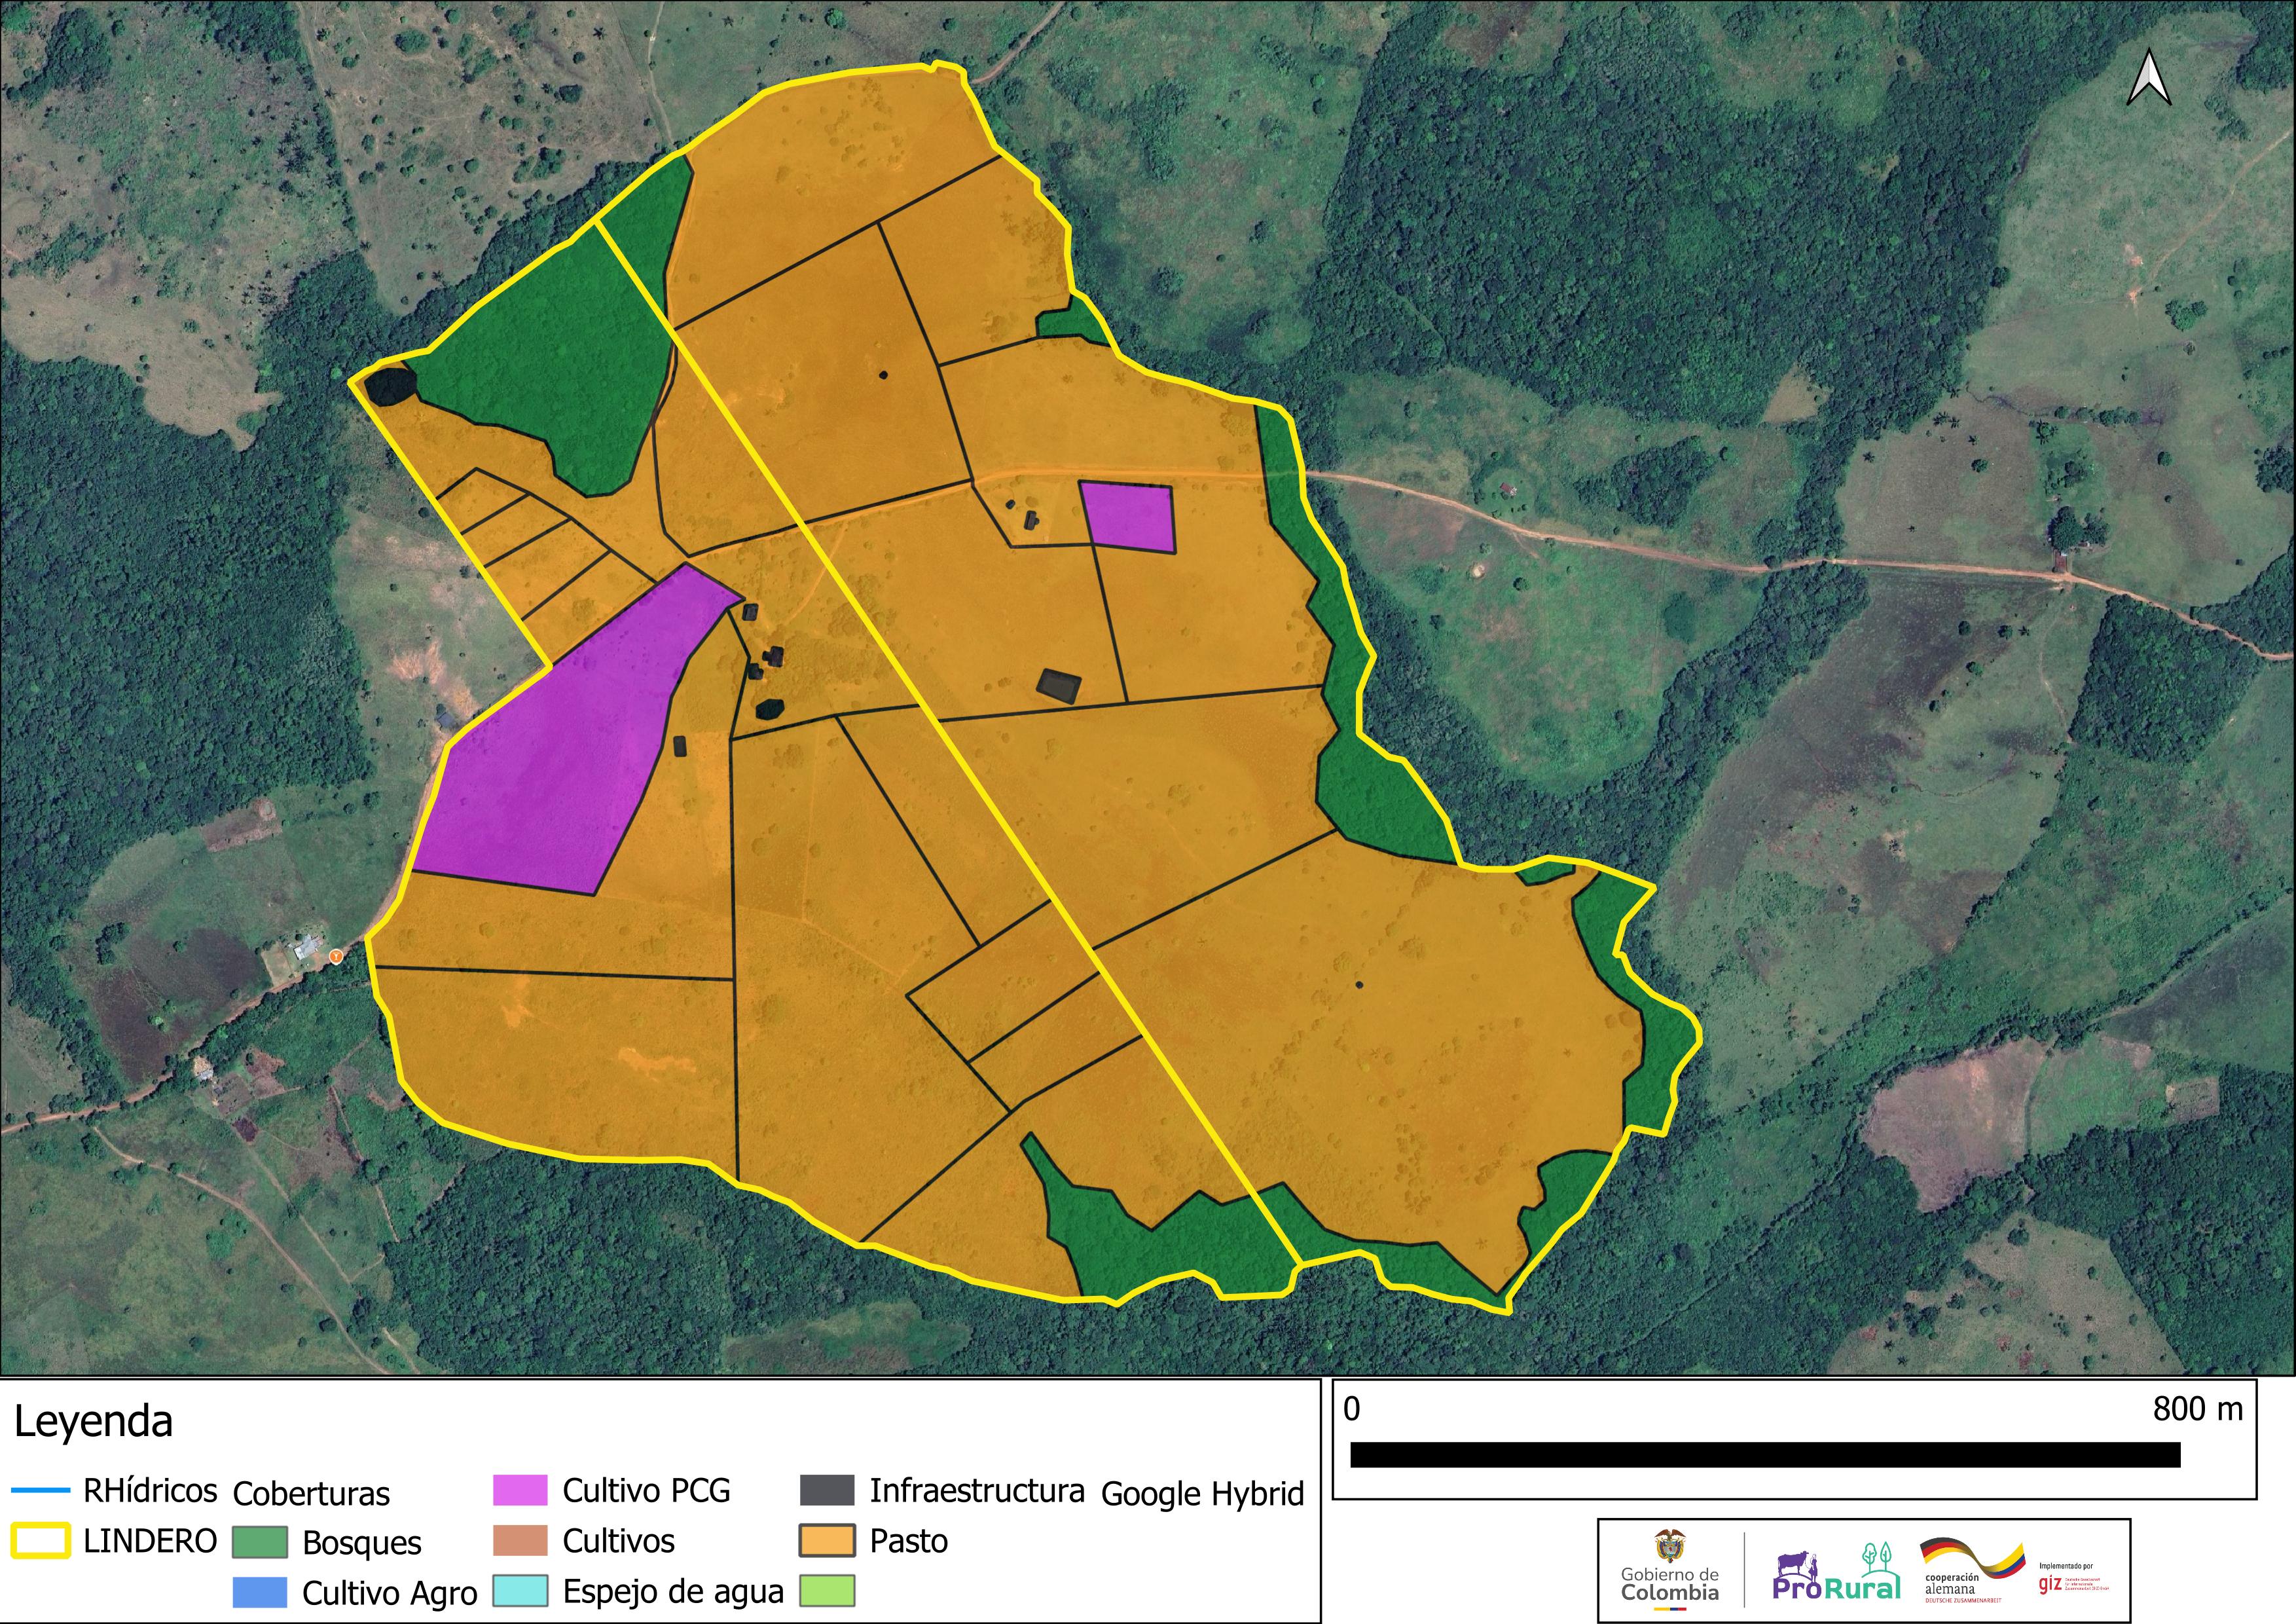 Leyenda
RHídricos
LINDERO
Coberturas
Bosques
Cultivo Agro
Cultivo PCG
Cultivos
Espejo de agua
Infraestructura
Pasto
Google Hybrid
0 800 m
Gobierno de
Colombia
ProRural
cooperación
alemana
DEUTSCHE ZUSAMMENARBEIT
Implementado por
giz